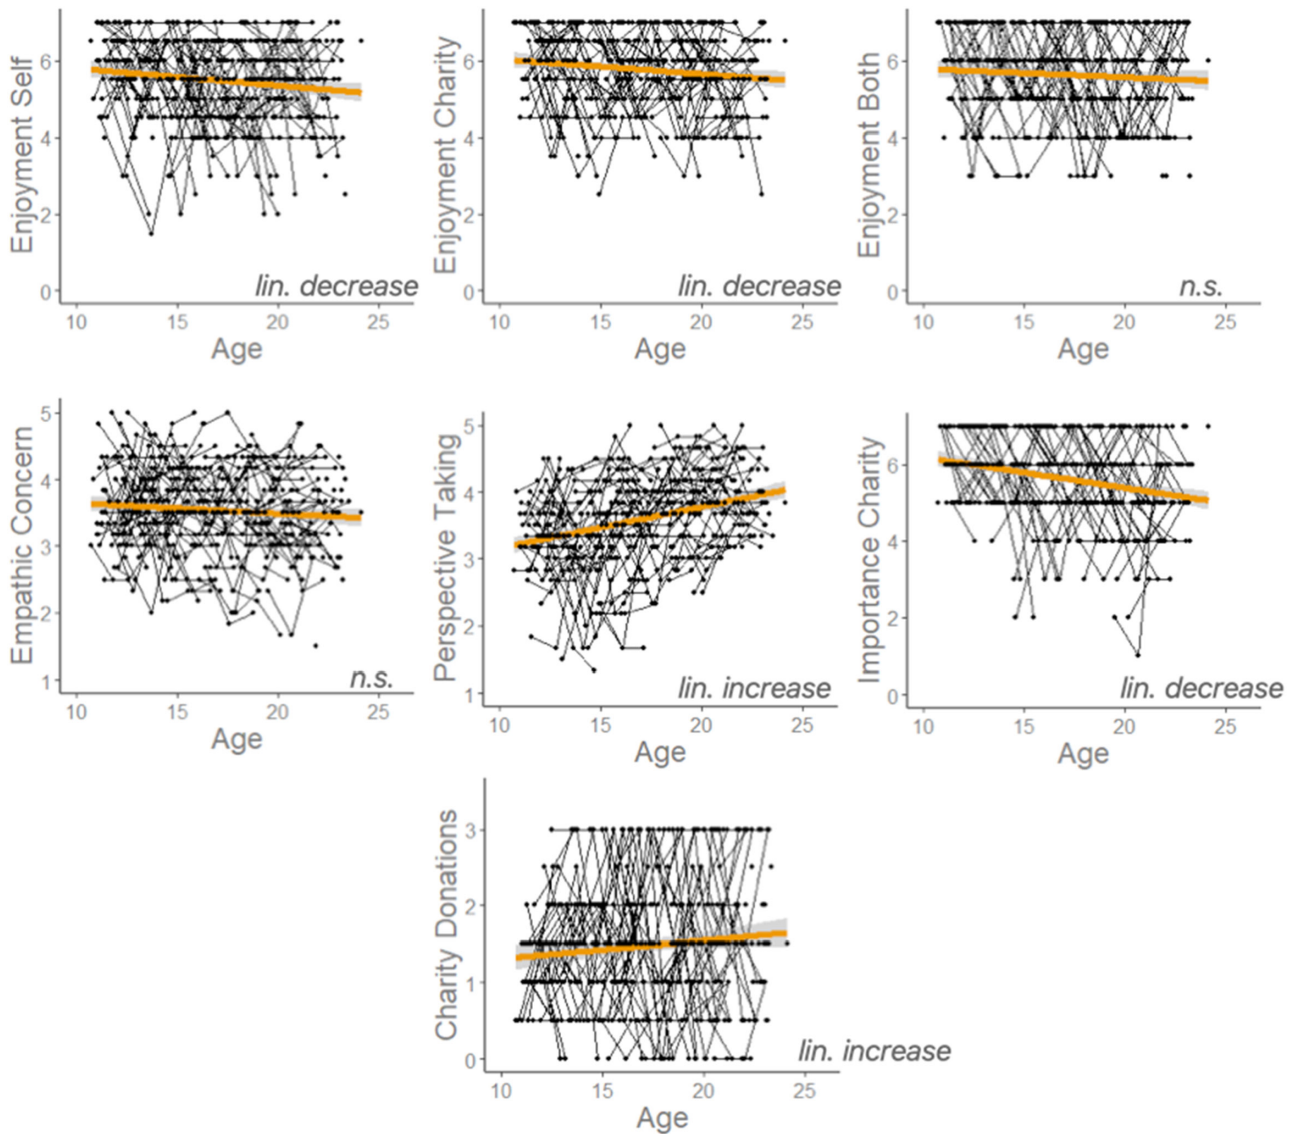 Enjoyment Self
6
4
2
0
10 15 20 25
Age
lin. decrease
Enjoyment Charity
6
4
2
0
10 15 20 25
Age
lin. decrease
Enjoyment Both
6
4
2
0
10 15 20 25
Age
n.s.
Empathic Concern
5
4
3
2
1
10 15 20 25
Age
n.s.
Perspective Taking
5
4
3
2
1
10 15 20 25
Age
lin. increase
Importance Charity
6
4
2
0
10 15 20 25
Age
lin. decrease
Charity Donations
3
2
1
0
10 15 20 25
Age
lin. increase